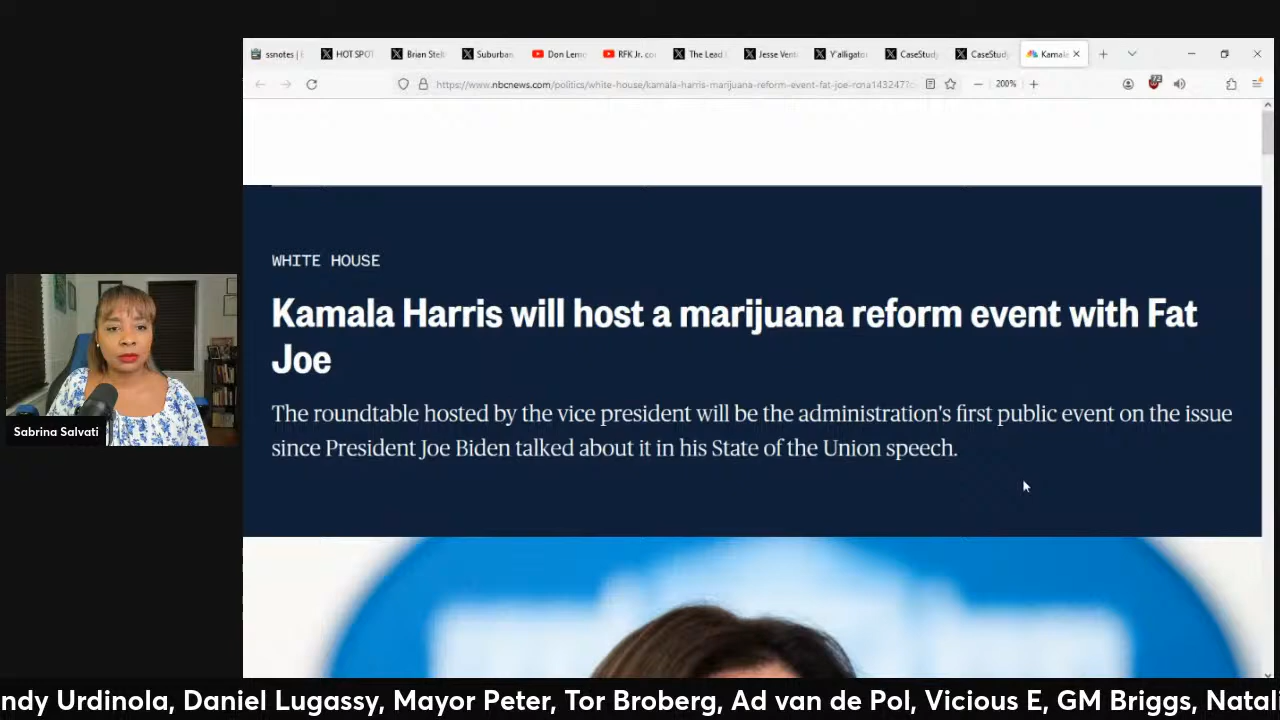 ssnotes |
HOT SPOT
Brian Stel
Suburban
Don Lemo
RFK Jr. co
The Lead
Jesse Vent
Y'alligato
CaseStudy
CaseStudy
Kamala
https://www.nbcnews.com/politics/white-house/kamala-harris-marijuana-reform-event-fat-joe-rcna143247?c
200%
WHITE HOUSE
Kamala Harris will host a marijuana reform event with Fat
Joe
The roundtable hosted by the vice president will be the administration's first public event on the issue
since President Joe Biden talked about it in his State of the Union speech.
Sabrina Salvati
ndy Urdinola, Daniel Lugassy, Mayor Peter, Tor Broberg, Ad van de Pol, Vicious E, GM Briggs, Natali